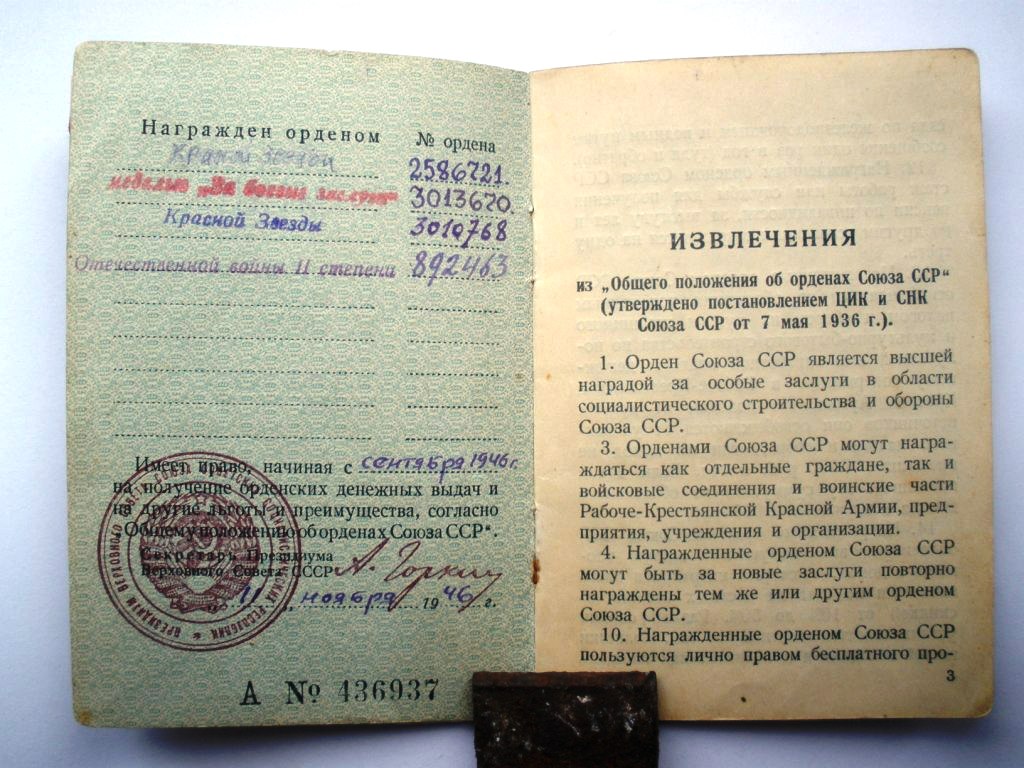 Награжден орденом № ордена
Красной Звезды 2586721.
медалью „За боевые заслуги“ 3013670.
Красной Звезды 3010768
Отечественной войны II степени 892463
Имеет право, начиная с сентября 1946 г.
на получение орденских денежных выдач и
на другие льготы и преимущества, согласно
„Общему положению об орденах Союза ССР“.
Секретарь Президиума
Верховного Совета СССР А. Горкин
11 ноября 1946 г.
А № 436937
ИЗВЛЕЧЕНИЯ
из „Общего положения об орденах Союза ССР“
(утверждено постановлением ЦИК и СНК
Союза ССР от 7 мая 1936 г.).
1. Орден Союза ССР является высшей
наградой за особые заслуги в области
социалистического строительства и обороны
Союза ССР.
3. Орденами Союза ССР могут награ-
ждаться как отдельные граждане, так и
войсковые соединения и воинские части
Рабоче-Крестьянской Красной Армии, пред-
приятия, учреждения и организации.
4. Награжденные орденом Союза ССР
могут быть за новые заслуги повторно
награждены тем же или другим орденом
Союза ССР.
10. Награжденные орденом Союза ССР
пользуются лично правом бесплатного про-
3